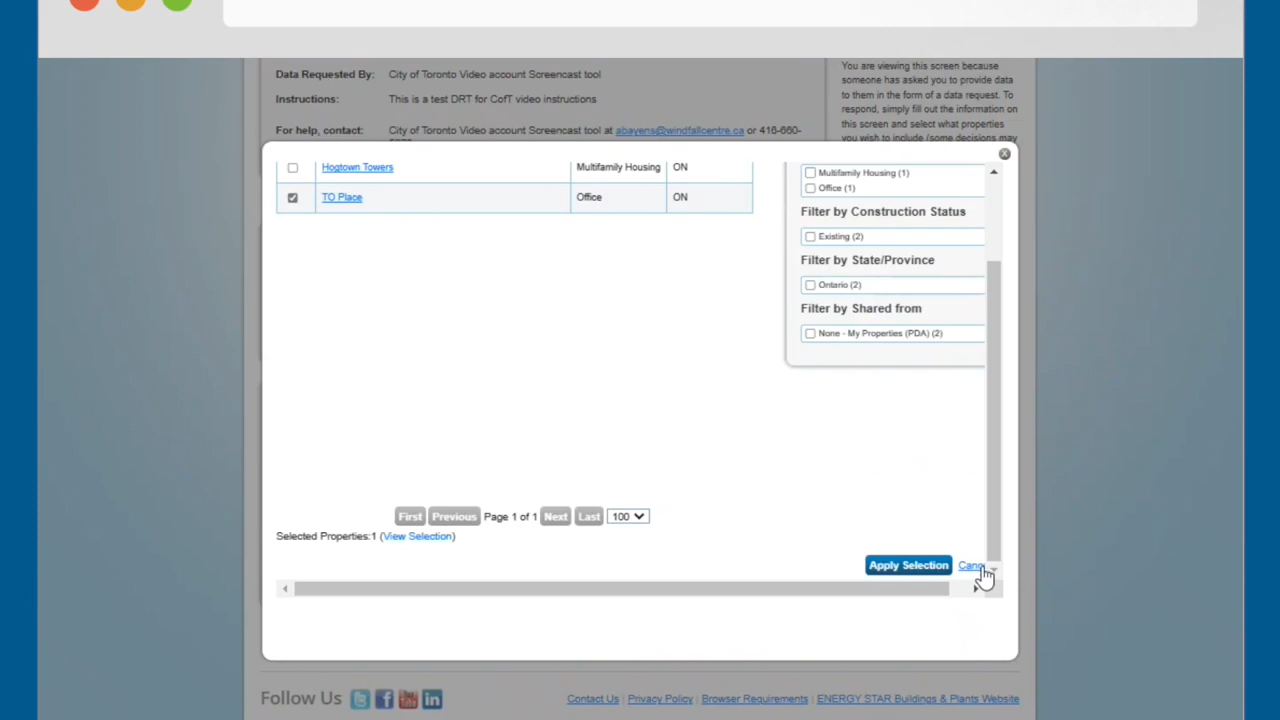 Data Requested By: City of Toronto Video account Screencast tool
Instructions: This is a test DRT for CofT video instructions
For help, contact: City of Toronto Video account Screencast tool at abayens@windfallcentre.ca or 416-660-
You are viewing this screen because
someone has asked you to provide data
to them in the form of a data request. To
respond, simply fill out the information on
this screen and select what properties
you wish to include (some decisions may
Hogtown Towers Multifamily Housing ON
TO Place Office ON
Multifamily Housing (1)
Office (1)
Filter by Construction Status
Existing (2)
Filter by State/Province
Ontario (2)
Filter by Shared from
None - My Properties (PDA) (2)
First Previous Page 1 of 1 Next Last 100
Selected Properties:1 (View Selection)
Apply Selection
Follow Us
Contact Us | Privacy Policy | Browser Requirements | ENERGY STAR Buildings & Plants Website